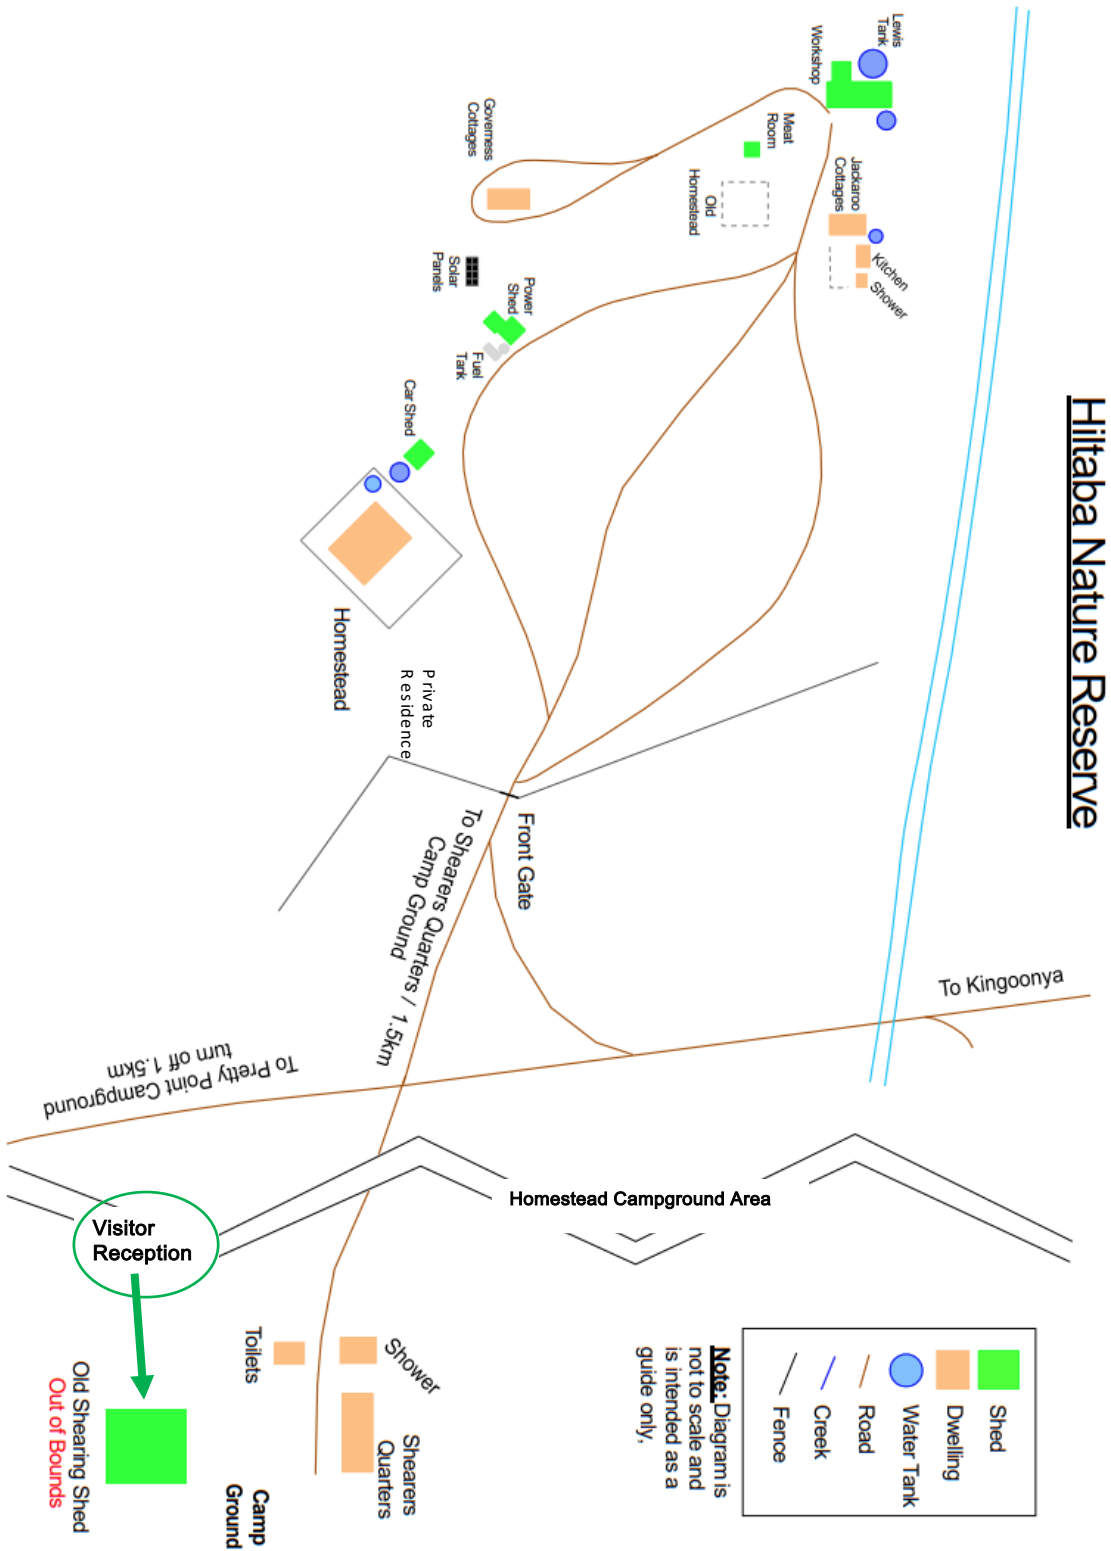 Hiltaba Nature Reserve
Lewis
Tank
Workshop
Meat
Room
Old
Homestead
Jackaroo
Cottages
Kitchen
Shower
Governess
Cottages
Solar
Panels
Power
Shed
Fuel
Tank
Car Shed
Homestead
Private
Residence
Front Gate
To Shearers Quarters / 1.5km
Camp Ground
To Kingoonya
To Pretty Point Campground
turn off 1.5km
Homestead Campground Area
Visitor
Reception
Toilets
Shower
Shearers
Quarters
Camp
Ground
Old Shearing Shed
Out of Bounds
Note: Diagram is
not to scale and
is intended as a
guide only,
Shed
Dwelling
Water Tank
Road
Creek
Fence